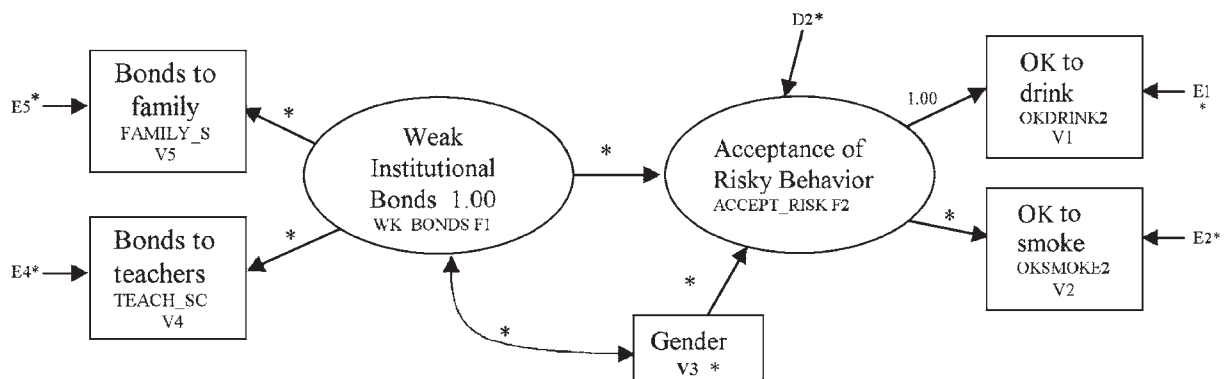 D2*
E5*
Bonds to
family
FAMILY_S
V5
*
Weak
Institutional
Bonds 1.00
WK BONDS F1
*
Acceptance of
Risky Behavior
ACCEPT_RISK F2
1.00
OK to
drink
OKDRINK2
V1
E1
*
E4*
Bonds to
teachers
TEACH_SC
V4
*
*
OK to
smoke
OKSMOKE2
V2
E2*
*
*
Gender
V3 *